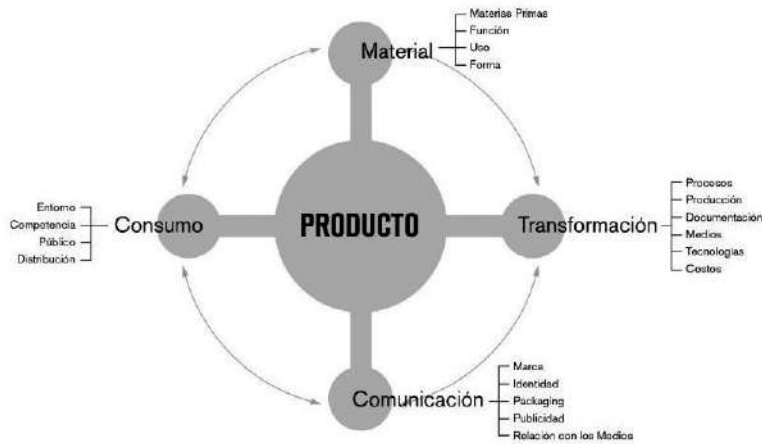 Materias Primas
Función
Uso
Forma
Material
Entorno
Competencia
Público
Distribución
Consumo
PRODUCTO
Transformación
Procesos
Producción
Documentación
Medios
Tecnologías
Costos
Comunicación
Marca
Identidad
Packaging
Publicidad
Relación con los Medios